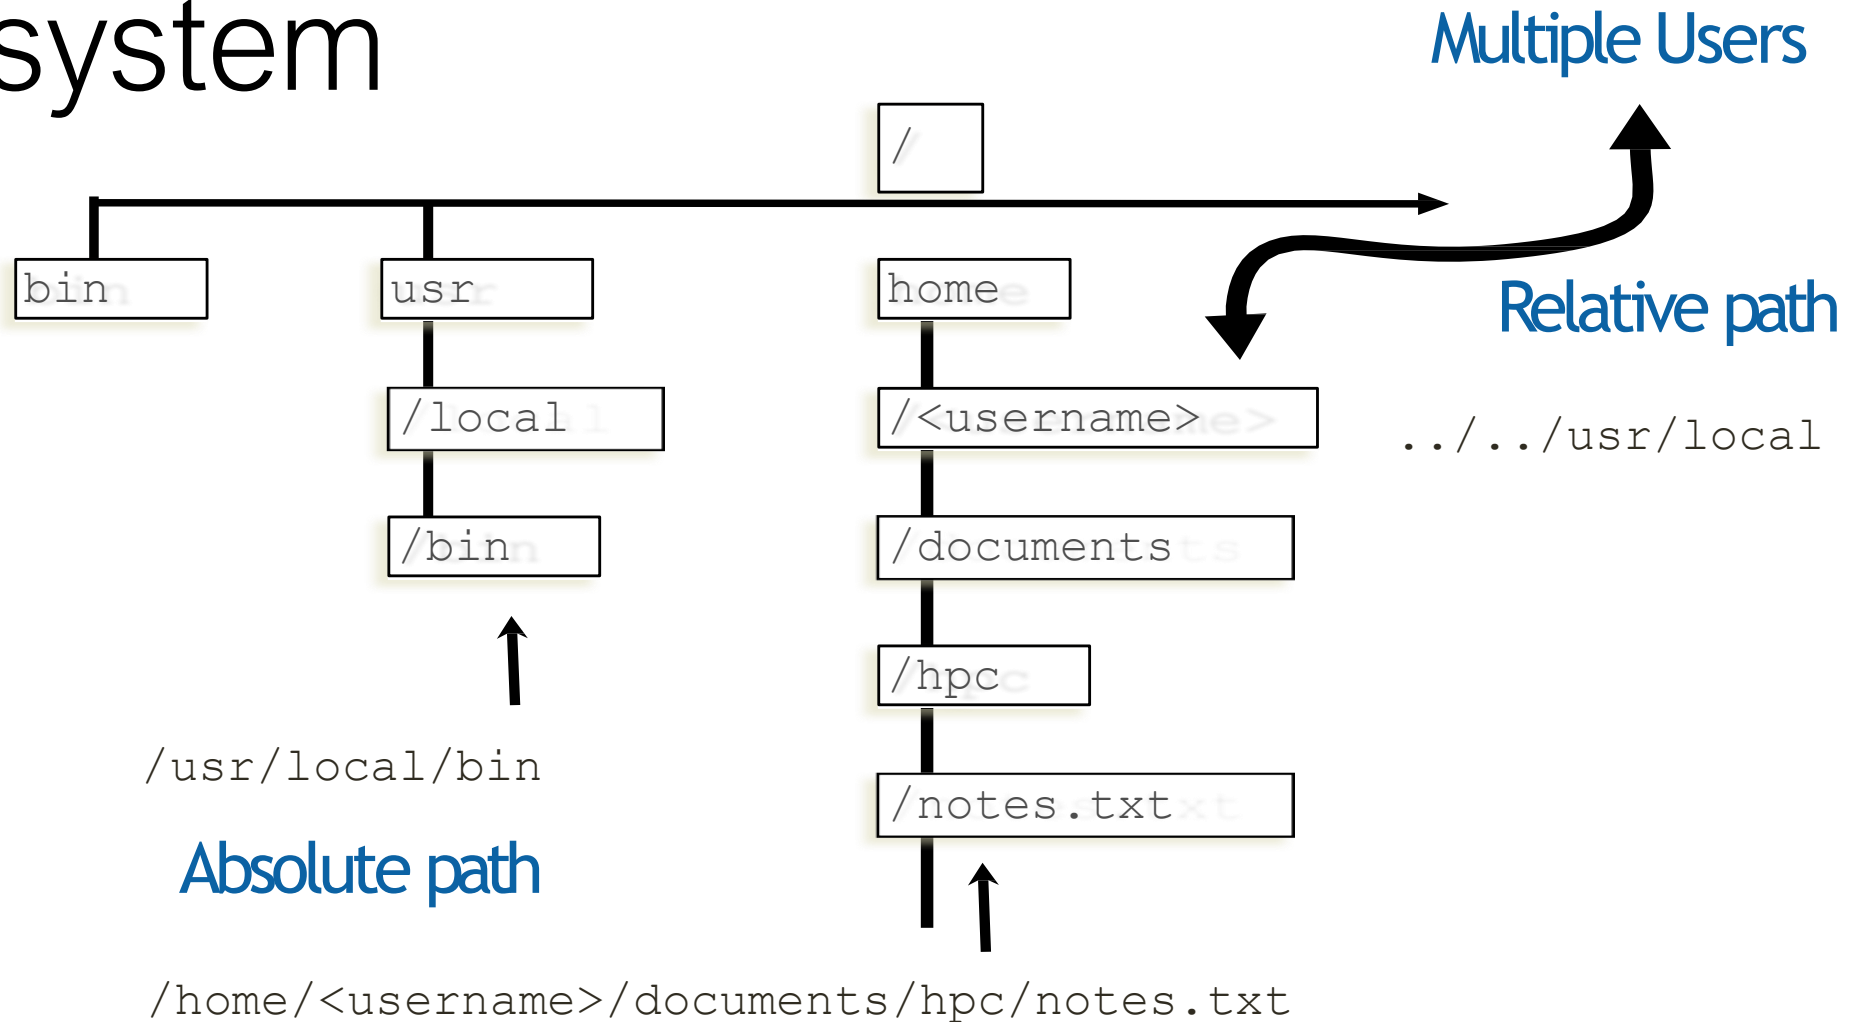 system
Multiple Users
/
bin
usr
home
Relative path
/local
/<username>
../../usr/local
/bin
/documents
/hpc
/usr/local/bin
/notes.txt
Absolute path
/home/<username>/documents/hpc/notes.txt